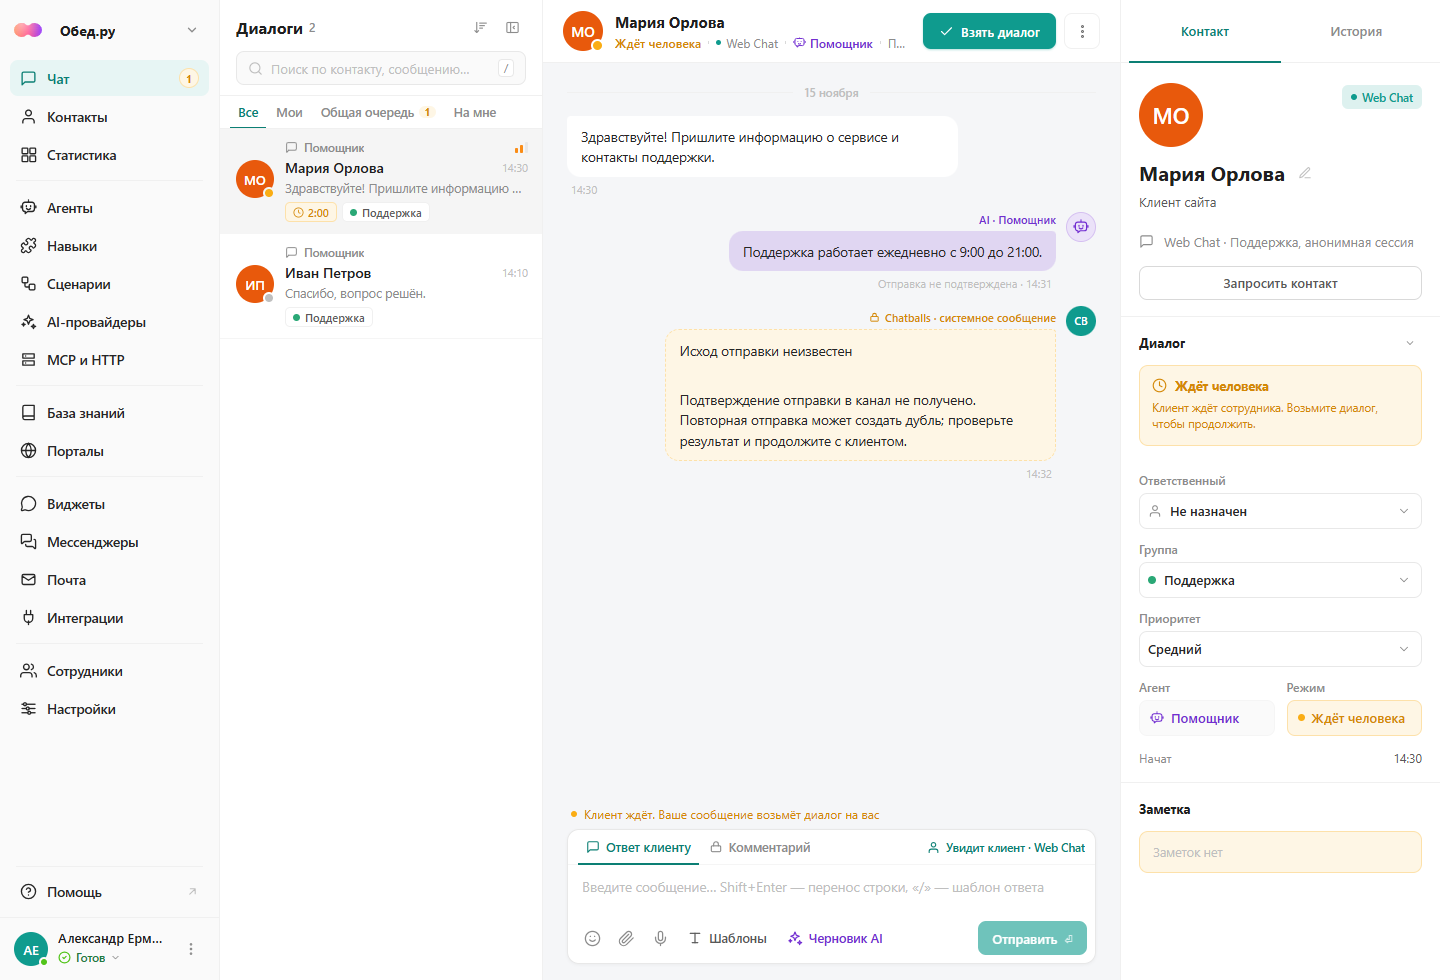 Обед.ру
Чат
1
Контакты
Статистика
Агенты
Навыки
Сценарии
AI-провайдеры
MCP и HTTP
База знаний
Порталы
Виджеты
Мессенджеры
Почта
Интеграции
Сотрудники
Настройки
Помощь
АЕ
Александр Ерм...
Готов
Диалоги 2
Поиск по контакту, сообщению... /
Все Мои Общая очередь 1 На мне
Помощник
МО
Мария Орлова 14:30
Здравствуйте! Пришлите информацию ...
2:00 Поддержка
Помощник
ИП
Иван Петров 14:10
Спасибо, вопрос решён.
Поддержка
МО
Мария Орлова
Ждёт человека · Web Chat · Помощник · П...
Взять диалог
15 ноября
Здравствуйте! Пришлите информацию о сервисе и
контакты поддержки.
14:30
AI · Помощник
Поддержка работает ежедневно с 9:00 до 21:00.
Отправка не подтверждена · 14:31
Chatballs · системное сообщение
СВ
Исход отправки неизвестен
Подтверждение отправки в канал не получено.
Повторная отправка может создать дубль; проверьте
результат и продолжите с клиентом.
14:32
Клиент ждёт. Ваше сообщение возьмёт диалог на вас
Ответ клиенту Комментарий Увидит клиент · Web Chat
Введите сообщение... Shift+Enter — перенос строки, «/» — шаблон ответа
Шаблоны Черновик AI Отправить ⏎
Контакт История
МО
Web Chat
Мария Орлова
Клиент сайта
Web Chat · Поддержка, анонимная сессия
Запросить контакт
Диалог
Ждёт человека
Клиент ждёт сотрудника. Возьмите диалог,
чтобы продолжить.
Ответственный
Не назначен
Группа
Поддержка
Приоритет
Средний
Агент Режим
Помощник Ждёт человека
Начат 14:30
Заметка
Заметок нет